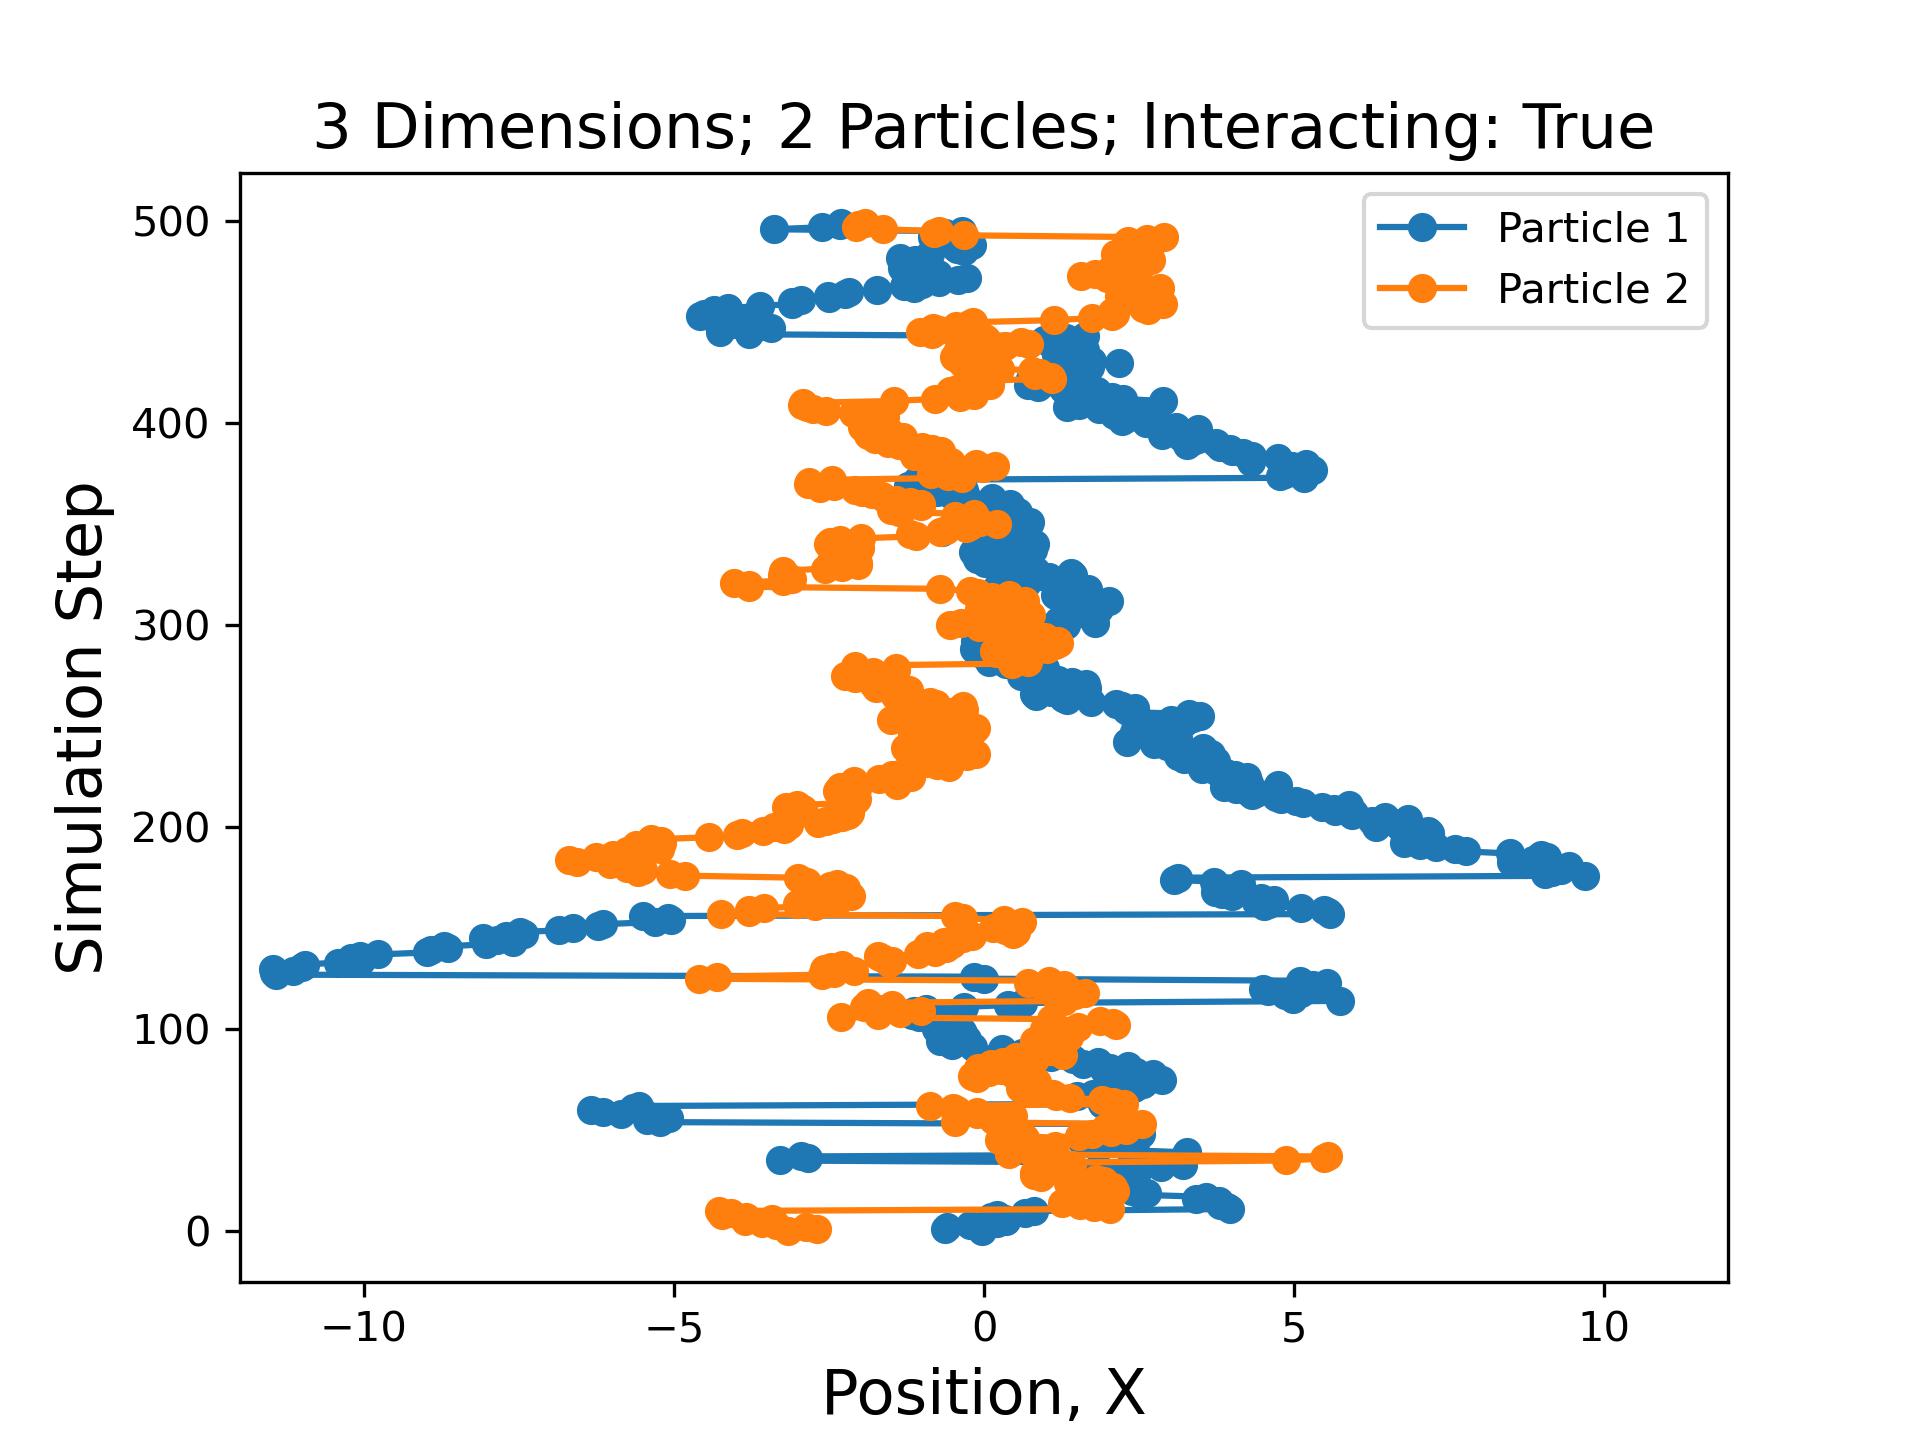 3 Dimensions; 2 Particles; Interacting: True
Particle 1
Particle 2
Simulation Step
500
400
300
200
100
0
−10
−5
0
5
10
Position, X